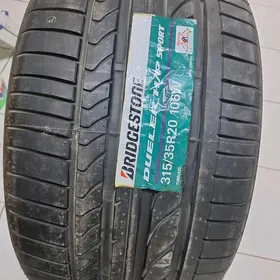 BRIDGESTONE
DUELER H/P SPORT
315/35R20 106W